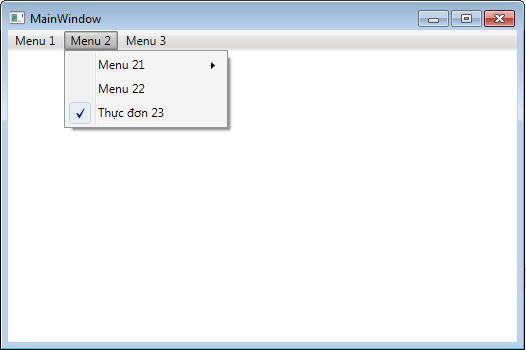 MainWindow
Menu 1 Menu 2 Menu 3
Menu 21
Menu 22
Thực đơn 23